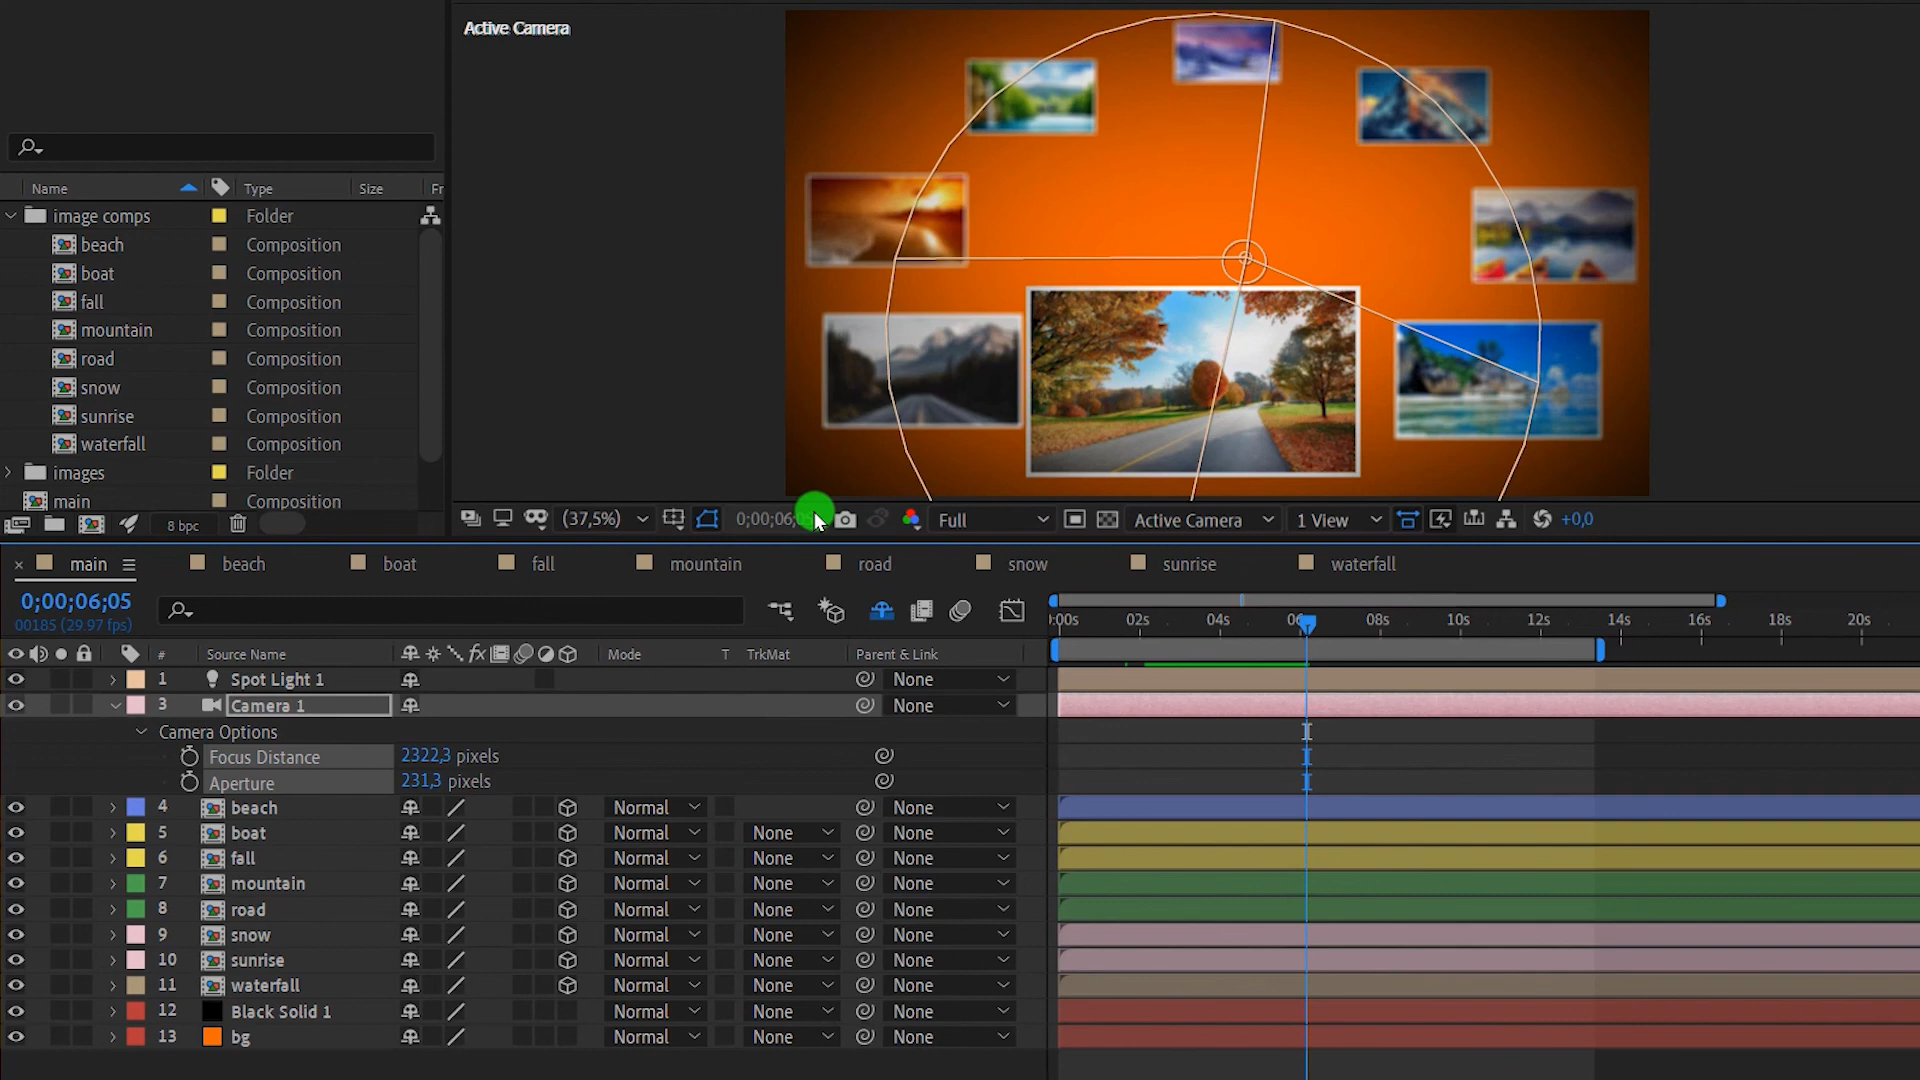 Active Camera
Name Type Size Fr
image comps Folder
beach Composition
boat Composition
fall Composition
mountain Composition
road Composition
snow Composition
sunrise Composition
waterfall Composition
images Folder
main Composition
8 bpc
(37,5%) 0;00;06;05 Full Active Camera 1 View +0,0
main beach boat fall mountain road snow sunrise waterfall
0;00;06;05
00185 (29.97 fps)
:00s 02s 04s 06s 08s 10s 12s 14s 16s 18s 20s
# Source Name fx Mode T TrkMat Parent & Link
1 Spot Light 1 None
3 Camera 1 None
Camera Options
Focus Distance 2322,3 pixels
Aperture 231,3 pixels
4 beach Normal None
5 boat Normal None None
6 fall Normal None None
7 mountain Normal None None
8 road Normal None None
9 snow Normal None None
10 sunrise Normal None None
11 waterfall Normal None None
12 Black Solid 1 Normal None None
13 bg Normal None None